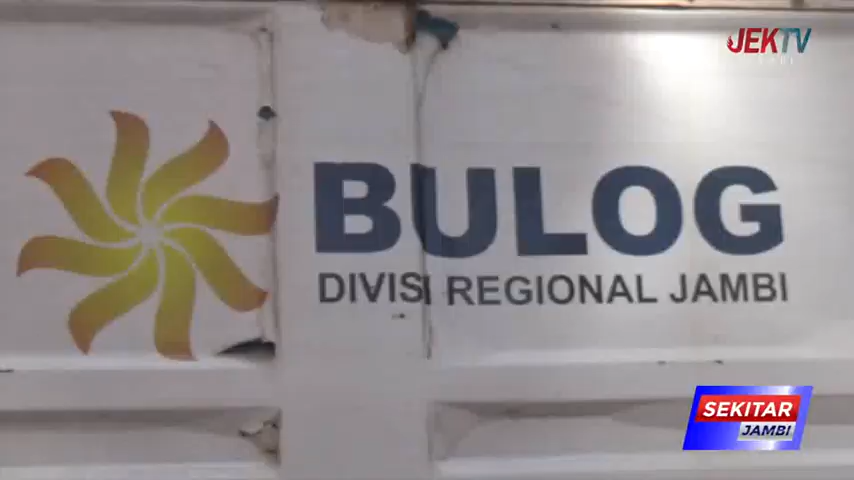 JEKTV
BULOG
DIVISI REGIONAL JAMBI
SEKITAR
JAMBI